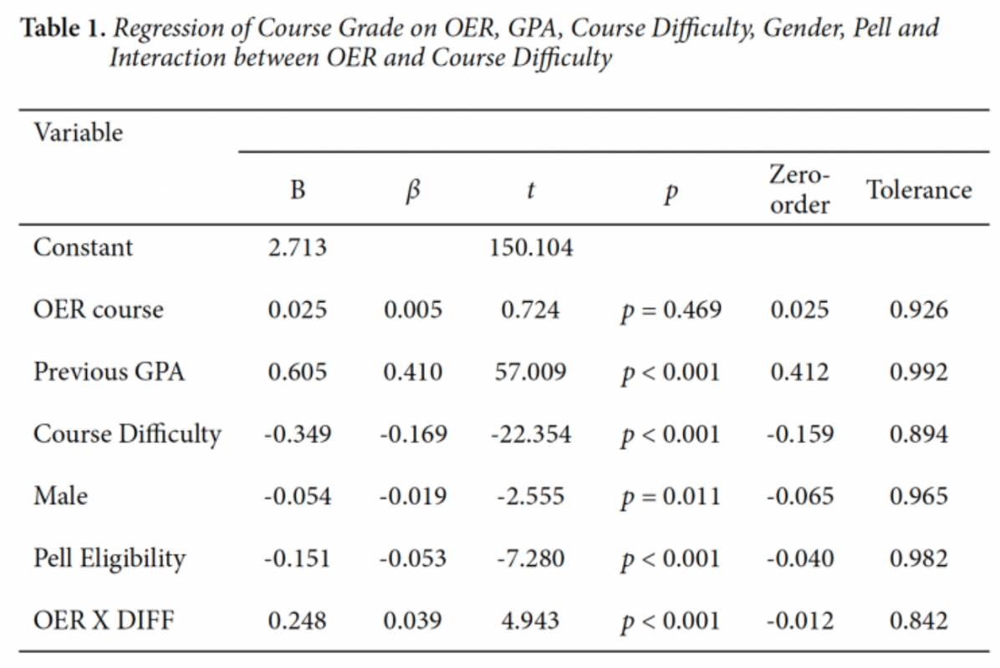 Table 1. Regression of Course Grade on OER, GPA, Course Difficulty, Gender, Pell and
Interaction between OER and Course Difficulty
Variable
B β t p Zero-order Tolerance
Constant 2.713 150.104
OER course 0.025 0.005 0.724 p = 0.469 0.025 0.926
Previous GPA 0.605 0.410 57.009 p < 0.001 0.412 0.992
Course Difficulty -0.349 -0.169 -22.354 p < 0.001 -0.159 0.894
Male -0.054 -0.019 -2.555 p = 0.011 -0.065 0.965
Pell Eligibility -0.151 -0.053 -7.280 p < 0.001 -0.040 0.982
OER X DIFF 0.248 0.039 4.943 p < 0.001 -0.012 0.842